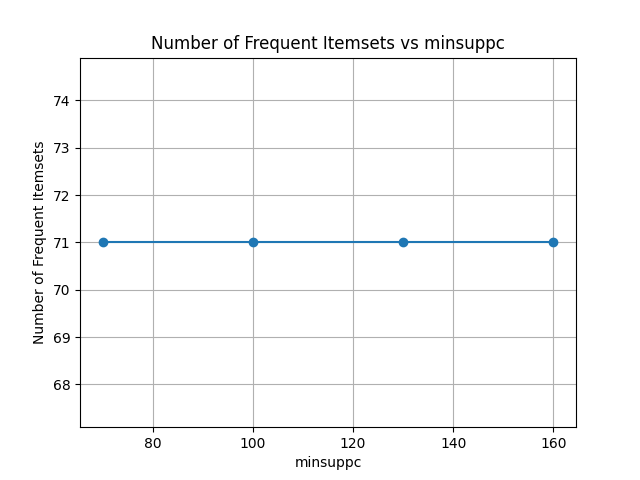 Number of Frequent Itemsets vs minsuppc
Number of Frequent Itemsets
74
73
72
71
70
69
68
80 100 120 140 160
minsuppc